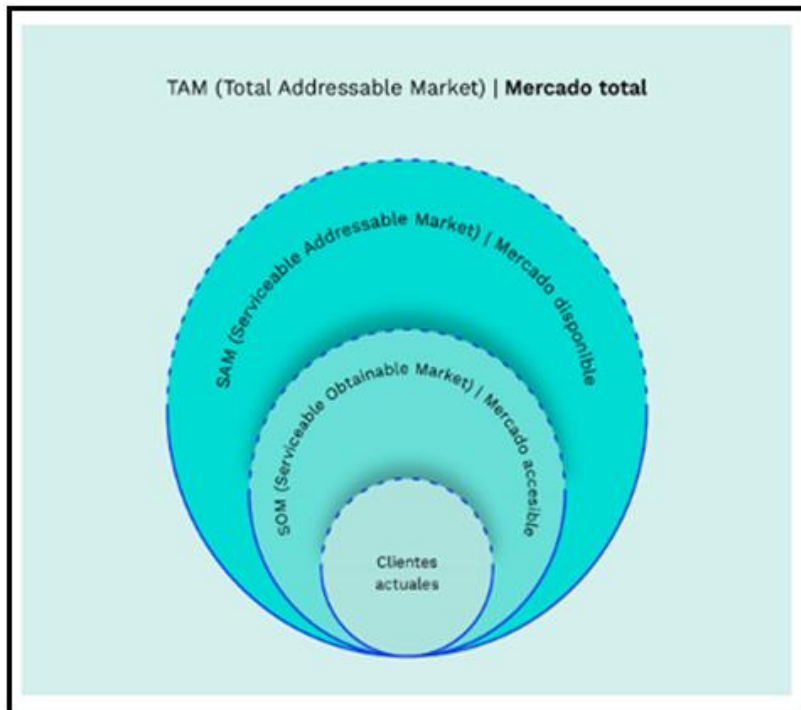 TAM (Total Addressable Market) | Mercado total
SAM (Serviceable Addressable Market) | Mercado disponible
SOM (Serviceable Obtainable Market) | Mercado accesible
Clientes
actuales